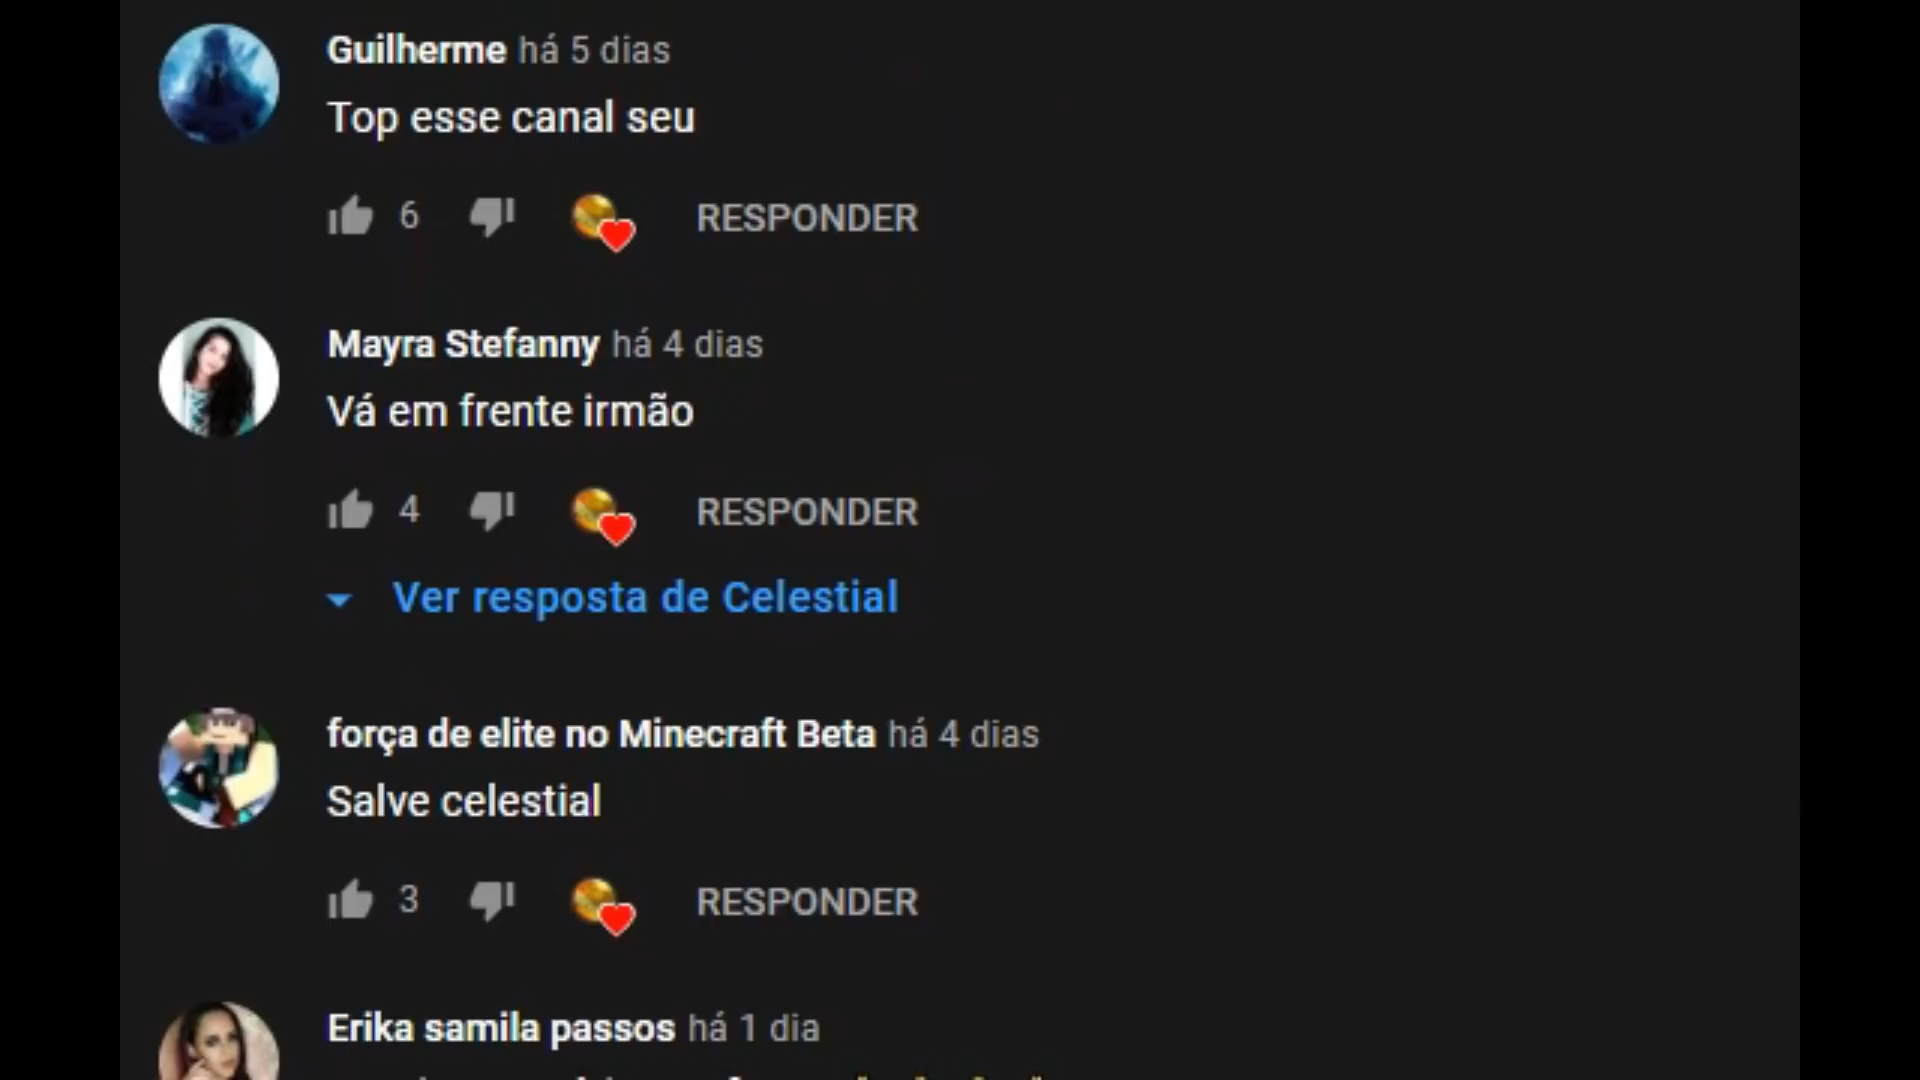 Guilherme há 5 dias
Top esse canal seu
6 RESPONDER
Mayra Stefanny há 4 dias
Vá em frente irmão
4 RESPONDER
Ver resposta de Celestial
força de elite no Minecraft Beta há 4 dias
Salve celestial
3 RESPONDER
Erika samila passos há 1 dia